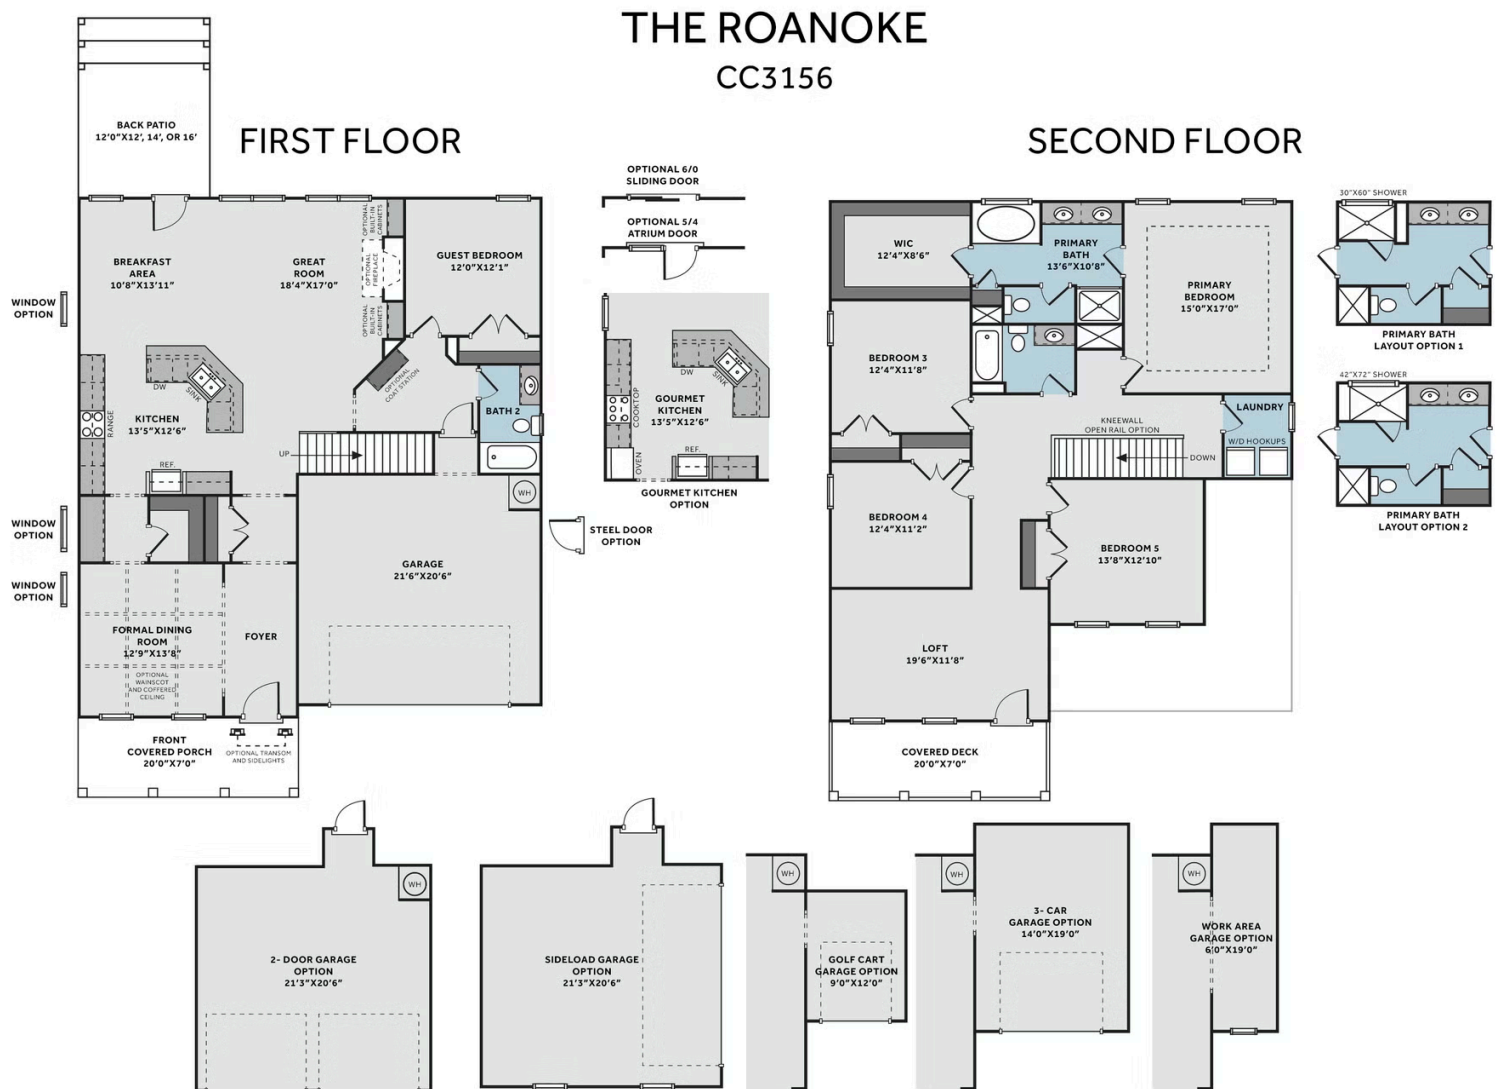 THE ROANOKE
CC3156
FIRST FLOOR
SECOND FLOOR
BACK PATIO
12'0"X12', 14', OR 16'
BREAKFAST
AREA
10'8"X13'11"
GREAT
ROOM
18'4"X17'0"
OPTIONAL
BUILT-IN
CABINETS
OPTIONAL
FIREPLACE
OPTIONAL
BUILT-IN
CABINETS
GUEST BEDROOM
12'0"X12'1"
WINDOW
OPTION
OPTIONAL
COAT STATION
DW
SINK
RANGE
KITCHEN
13'5"X12'6"
REF.
UP
BATH 2
WH
WINDOW
OPTION
WINDOW
OPTION
GARAGE
21'6"X20'6"
FORMAL DINING
ROOM
12'9"X13'8"
OPTIONAL
WAINSCOT
AND COFFERED
CEILING
FOYER
FRONT
COVERED PORCH
20'0"X7'0"
OPTIONAL TRANSOM
AND SIDELIGHTS
OPTIONAL 6/0
SLIDING DOOR
OPTIONAL 5/4
ATRIUM DOOR
DW
SINK
COOKTOP
GOURMET
KITCHEN
13'5"X12'6"
OVEN
REF.
GOURMET KITCHEN
OPTION
STEEL DOOR
OPTION
WIC
12'4"X8'6"
PRIMARY
BATH
13'6"X10'8"
PRIMARY
BEDROOM
15'0"X17'0"
BEDROOM 3
12'4"X11'8"
KNEEWALL
OPEN RAIL OPTION
DOWN
LAUNDRY
W/D HOOKUPS
BEDROOM 4
12'4"X11'2"
BEDROOM 5
13'8"X12'10"
LOFT
19'6"X11'8"
COVERED DECK
20'0"X7'0"
30"X60" SHOWER
PRIMARY BATH
LAYOUT OPTION 1
42"X72" SHOWER
PRIMARY BATH
LAYOUT OPTION 2
WH
2- DOOR GARAGE
OPTION
21'3"X20'6"
SIDELOAD GARAGE
OPTION
21'3"X20'6"
WH
GOLF CART
GARAGE OPTION
9'0"X12'0"
WH
3- CAR
GARAGE OPTION
14'0"X19'0"
WH
WORK AREA
GARAGE OPTION
6'0"X19'0"